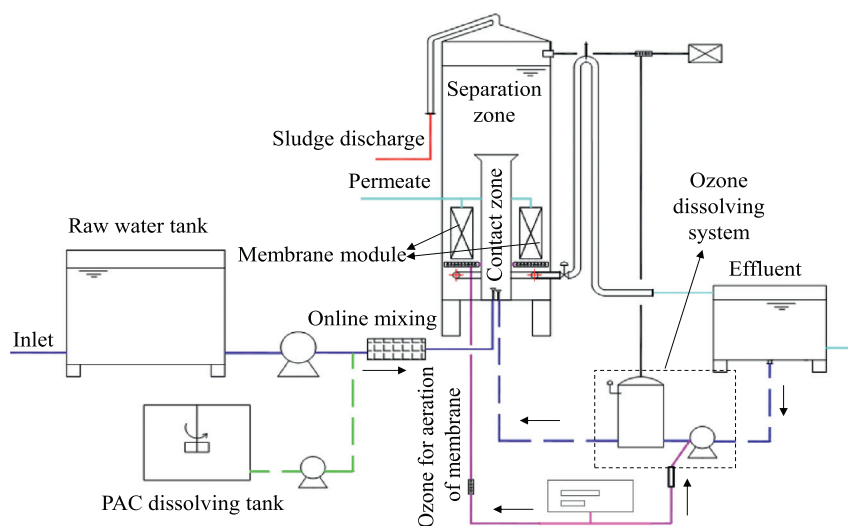 Separation
zone
Sludge discharge
Permeate
Contact zone
Ozone
dissolving
system
Raw water tank
Membrane module
Effluent
Inlet
Online mixing
Ozone for aeration
of membrane
PAC dissolving tank